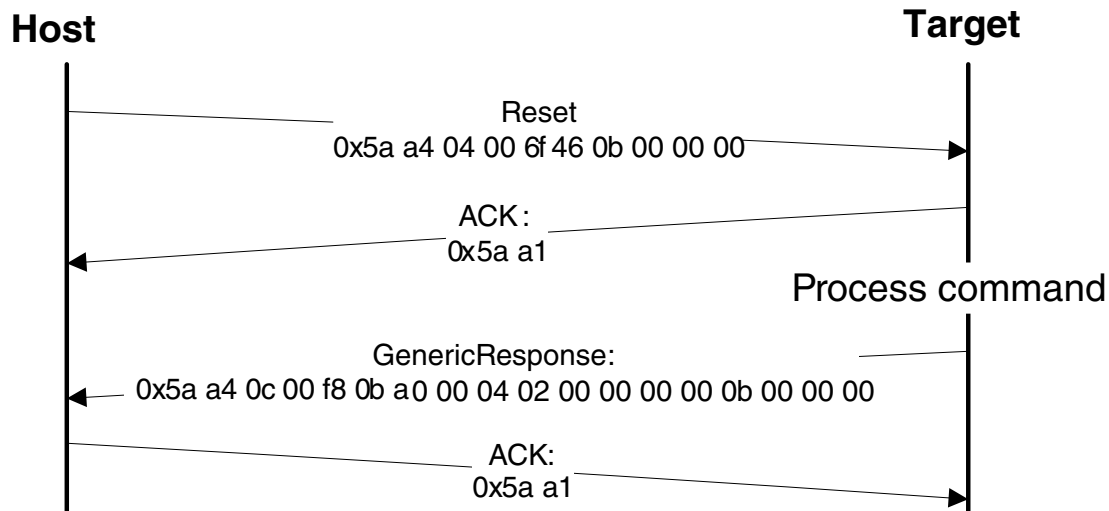 Host
Target
Reset
0x5a a4 04 00 6f 46 0b 00 00 00
ACK:
0x5a a1
Process command
GenericResponse:
0x5a a4 0c 00 f8 0b a0 00 04 02 00 00 00 00 0b 00 00 00
ACK:
0x5a a1